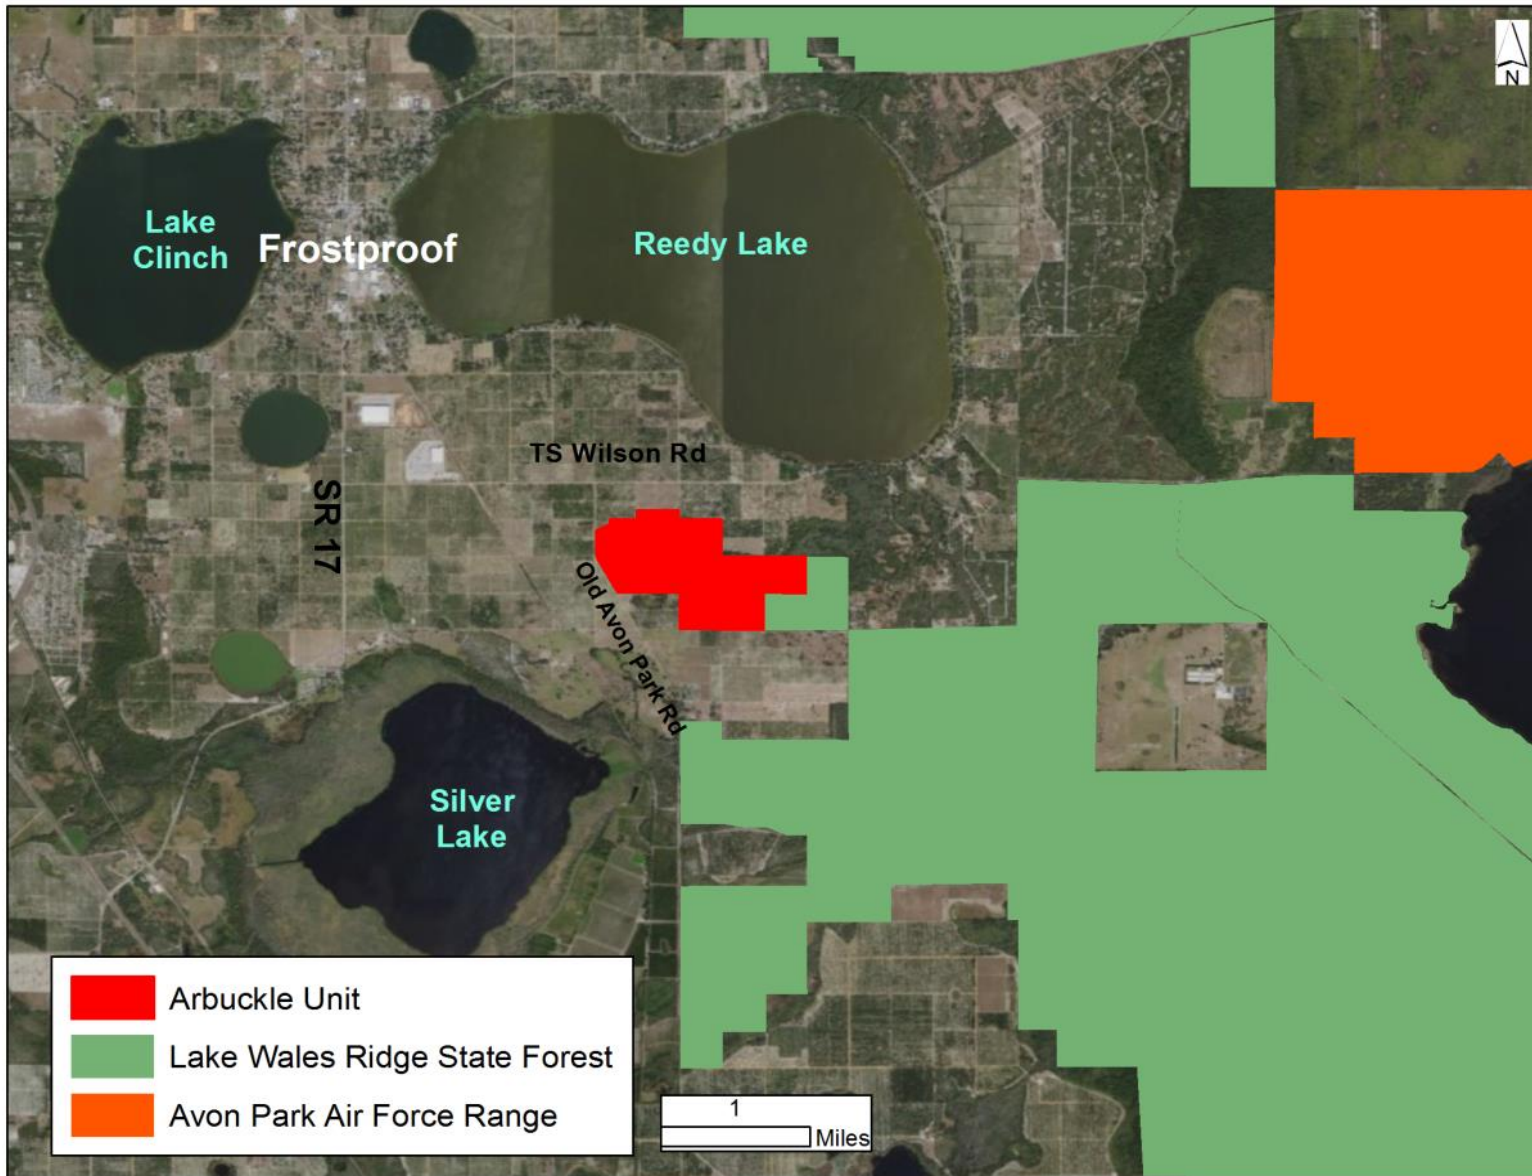 N
Lake
Clinch
Frostproof
Reedy Lake
TS Wilson Rd
SR 17
Old Avon Park Rd
Silver
Lake
Arbuckle Unit
Lake Wales Ridge State Forest
Avon Park Air Force Range
1
Miles